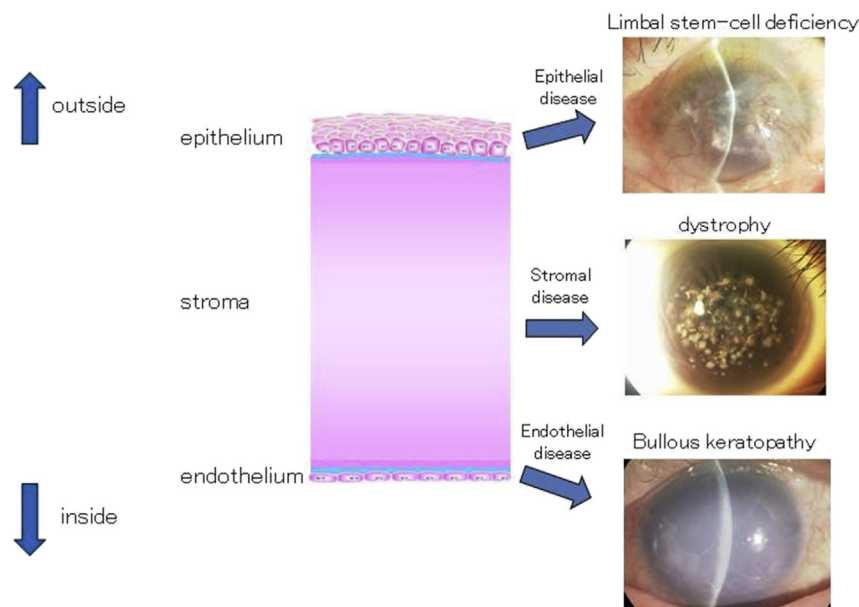 Limbal stem-cell deficiency
outside
Epithelial
disease
epithelium
dystrophy
stroma
Stromal
disease
Endothelial
disease
Bullous keratopathy
endothelium
inside